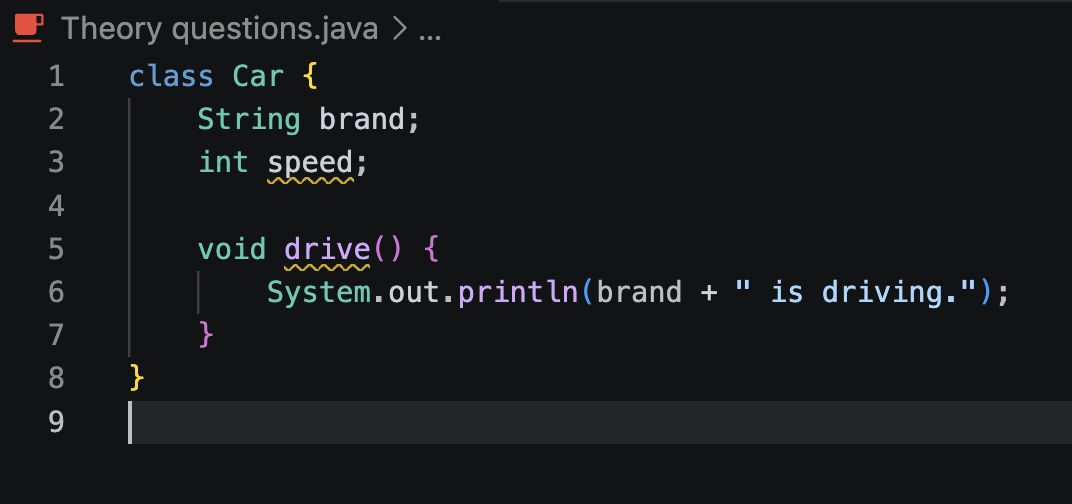 Theory questions.java > ...
1 class Car {
2     String brand;
3     int speed;
4
5     void drive() {
6         System.out.println(brand + " is driving.");
7     }
8 }
9